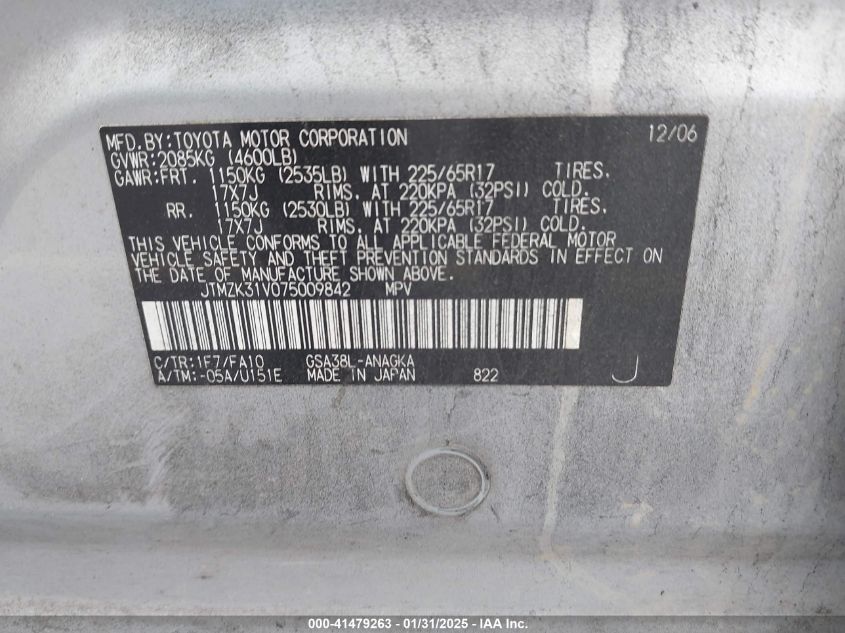 MFD.BY:TOYOTA MOTOR CORPORATION 12/06
GVWR:2085KG (4600LB)
GAWR:FRT. 1150KG (2535LB) WITH 225/65R17 TIRES.
17X7J RIMS. AT 220KPA (32PSI) COLD.
RR. 1150KG (2530LB) WITH 225/65R17 TIRES.
17X7J RIMS. AT 220KPA (32PSI) COLD.
THIS VEHICLE CONFORMS TO ALL APPLICABLE FEDERAL MOTOR
VEHICLE SAFETY AND THEFT PREVENTION STANDARDS IN EFFECT ON
THE DATE OF MANUFACTURE SHOWN ABOVE.
JTMZK31V075009842 MPV
C/TR:1F7/FA10 GSA38L-ANAGKA
A/TM:-05A/U151E MADE IN JAPAN 822 J
000-41479263 - 01/31/2025 - IAA Inc.